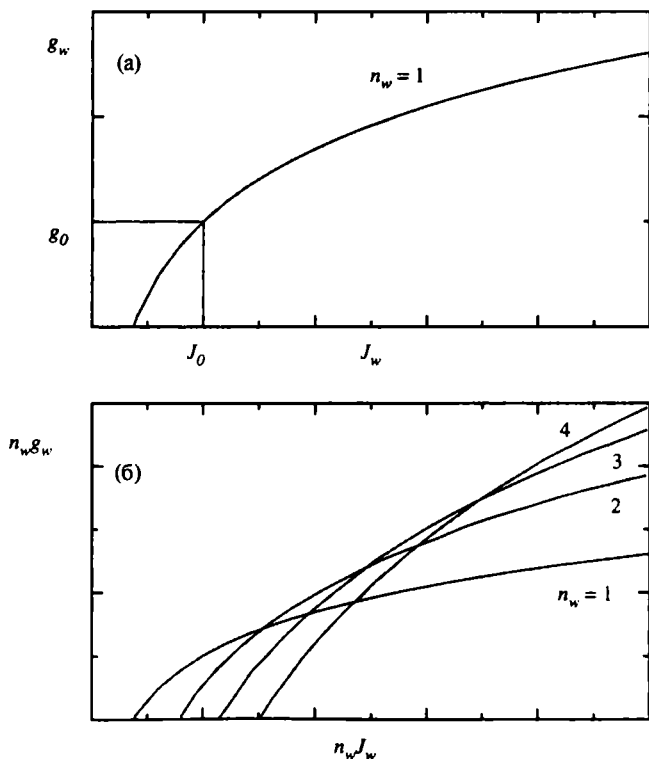 g_w
(а)
n_w = 1
g_0
J_0
J_w
n_w g_w
(б)
4
3
2
n_w = 1
n_w J_w